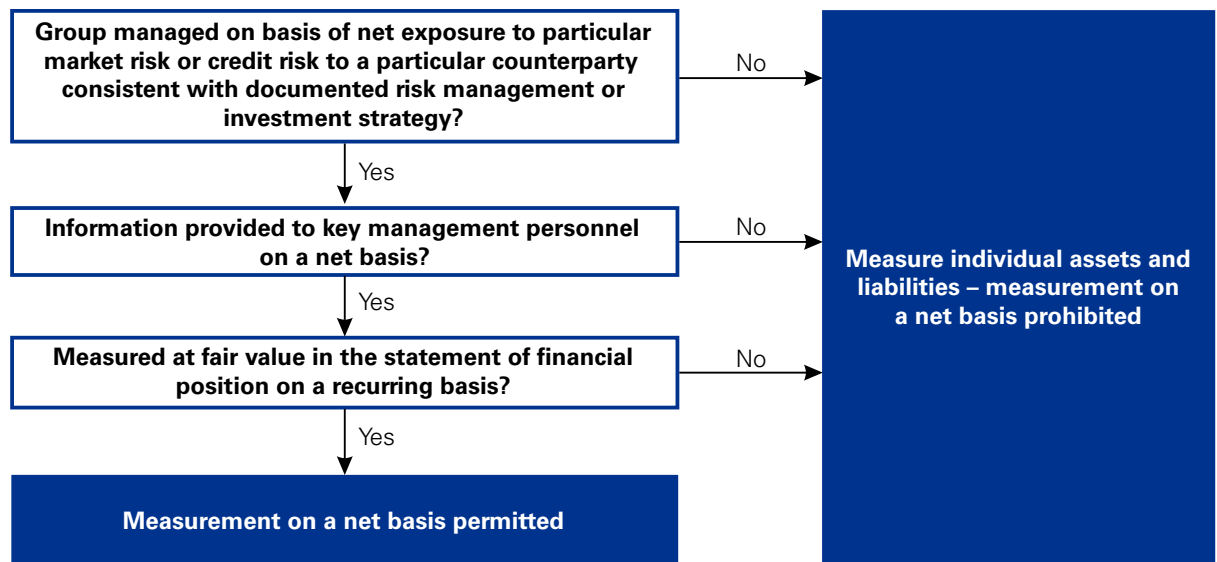 Group managed on basis of net exposure to particular
market risk or credit risk to a particular counterparty
consistent with documented risk management or
investment strategy?
No
Yes
Information provided to key management personnel
on a net basis?
No
Yes
Measured at fair value in the statement of financial
position on a recurring basis?
No
Yes
Measurement on a net basis permitted
Measure individual assets and
liabilities – measurement on
a net basis prohibited